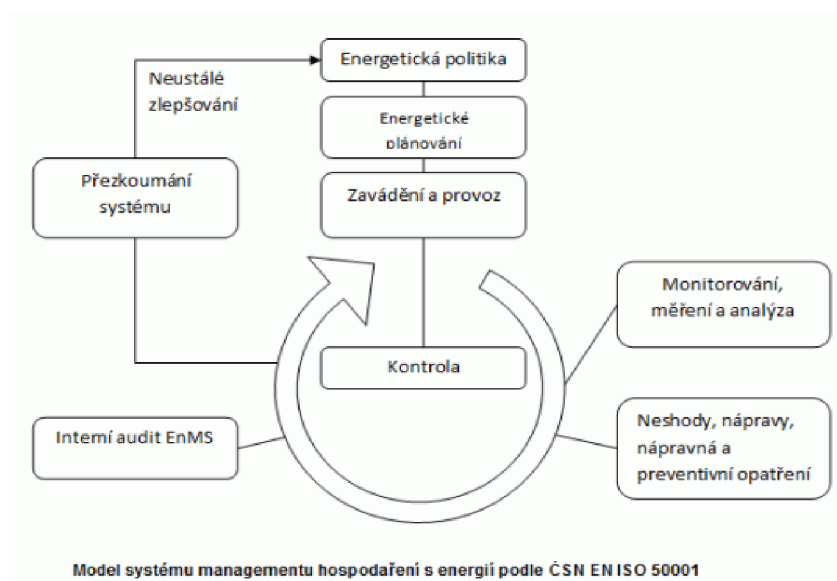 Energetická politika
Neustálé
zlepšování
Energetické
plánování
Přezkoumání
systému
Zavádění a provoz
Monitorování,
měření a analýza
Kontrola
Interní audit EnMS
Neshody, nápravy,
nápravná a
preventivní opatření
Model systému managementu hospodaření s energií podle ČSN EN ISO 50001